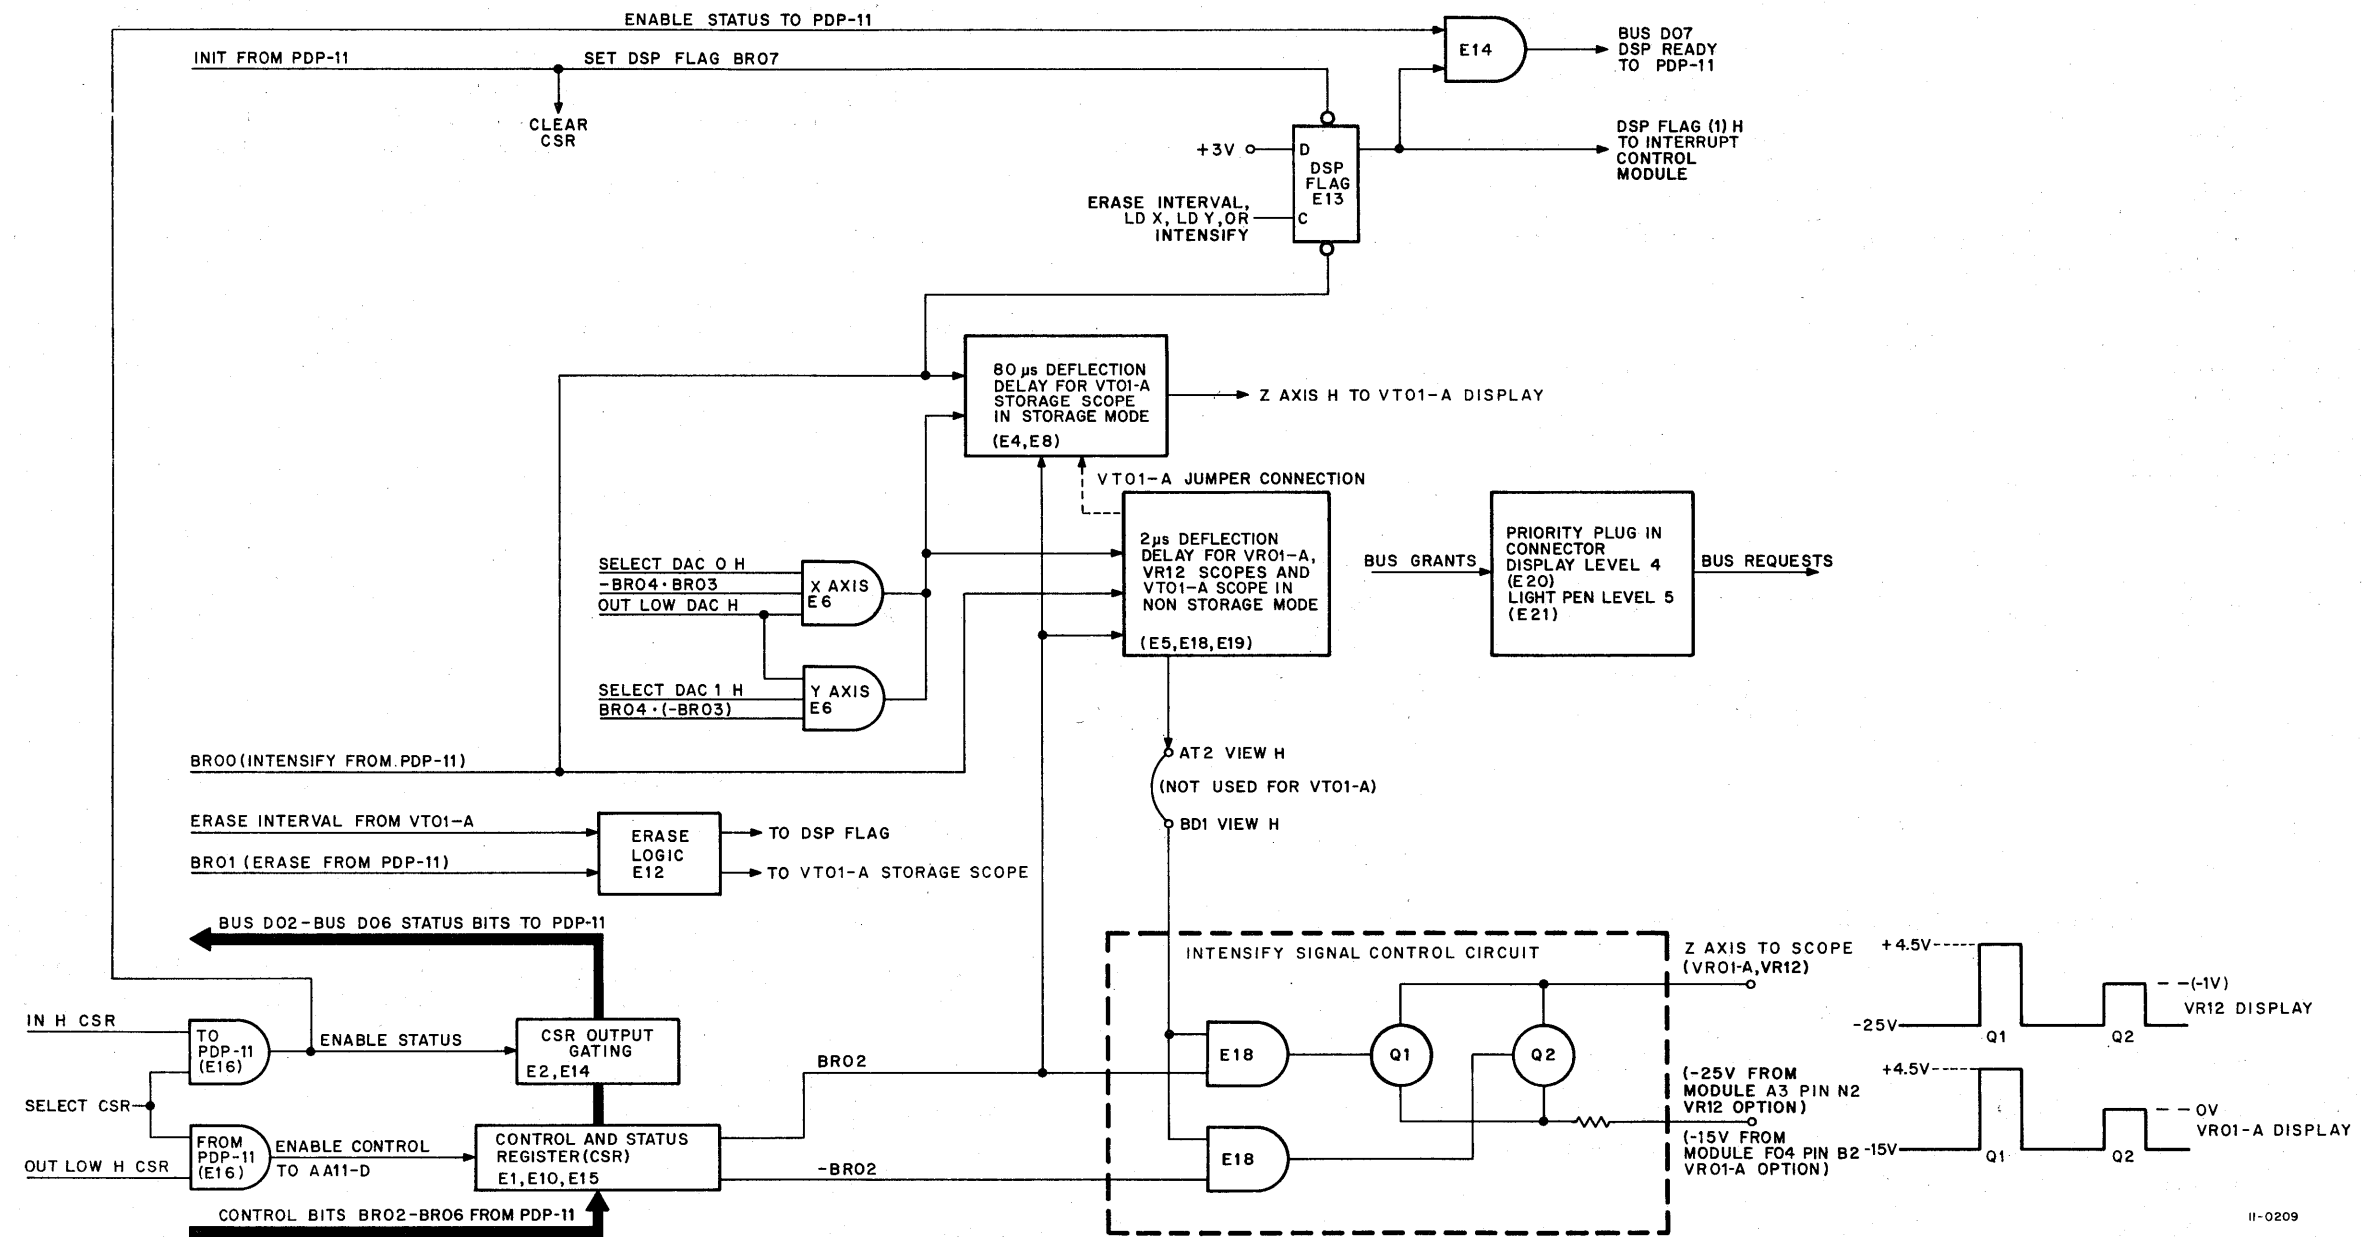 ENABLE STATUS TO PDP-11
INIT FROM PDP-11
SET DSP FLAG BR07
CLEAR
CSR
E14
BUS D07
DSP READY
TO PDP-11
+3V
D
DSP
FLAG
E13
C
ERASE INTERVAL,
LD X, LD Y, OR
INTENSIFY
DSP FLAG (1) H
TO INTERRUPT
CONTROL
MODULE
80 µs DEFLECTION
DELAY FOR VT01-A
STORAGE SCOPE
IN STORAGE MODE
(E4,E8)
Z AXIS H TO VT01-A DISPLAY
VT01-A JUMPER CONNECTION
2µs DEFLECTION
DELAY FOR VR01-A,
VR12 SCOPES AND
VT01-A SCOPE IN
NON STORAGE MODE
(E5,E18,E19)
BUS GRANTS
PRIORITY PLUG IN
CONNECTOR
DISPLAY LEVEL 4
(E20)
LIGHT PEN LEVEL 5
(E21)
BUS REQUESTS
SELECT DAC 0 H
-BR04·BR03
OUT LOW DAC H
X AXIS
E6
SELECT DAC 1 H
BR04·(-BR03)
Y AXIS
E6
BR00 (INTENSIFY FROM PDP-11)
AT2 VIEW H
(NOT USED FOR VT01-A)
BD1 VIEW H
ERASE INTERVAL FROM VT01-A
BR01 (ERASE FROM PDP-11)
ERASE
LOGIC
E12
TO DSP FLAG
TO VT01-A STORAGE SCOPE
BUS D02-BUS D06 STATUS BITS TO PDP-11
IN H CSR
TO
PDP-11
(E16)
ENABLE STATUS
CSR OUTPUT
GATING
E2,E14
SELECT CSR
OUT LOW H CSR
FROM
PDP-11
(E16)
ENABLE CONTROL
TO AA11-D
CONTROL AND STATUS
REGISTER (CSR)
E1,E10,E15
CONTROL BITS BR02-BR06 FROM PDP-11
BR02
-BR02
INTENSIFY SIGNAL CONTROL CIRCUIT
E18
E18
Q1
Q2
Z AXIS TO SCOPE
(VR01-A,VR12)
(-25V FROM
MODULE A3 PIN N2
VR12 OPTION)
(-15V FROM
MODULE F04 PIN B2
VR01-A OPTION)
+4.5V
-25V
Q1
Q2
(-1V)
VR12 DISPLAY
+4.5V
-15V
Q1
Q2
0V
VR01-A DISPLAY
11-0209